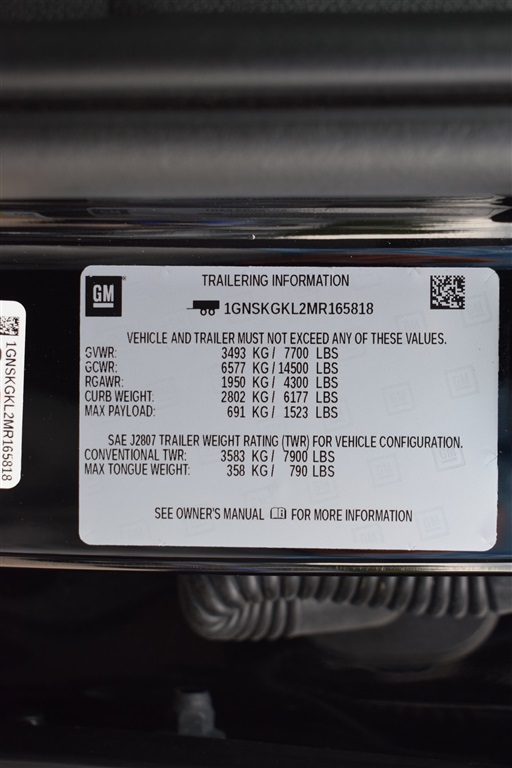 GM
TRAILERING INFORMATION
1GNSKGKL2MR165818
VEHICLE AND TRAILER MUST NOT EXCEED ANY OF THESE VALUES.
GVWR: 3493 KG / 7700 LBS
GCWR: 6577 KG / 14500 LBS
RGAWR: 1950 KG / 4300 LBS
CURB WEIGHT: 2802 KG / 6177 LBS
MAX PAYLOAD: 691 KG / 1523 LBS
SAE J2807 TRAILER WEIGHT RATING (TWR) FOR VEHICLE CONFIGURATION.
CONVENTIONAL TWR: 3583 KG / 7900 LBS
MAX TONGUE WEIGHT: 358 KG / 790 LBS
SEE OWNER'S MANUAL FOR MORE INFORMATION
1GNSKGKL2MR165818